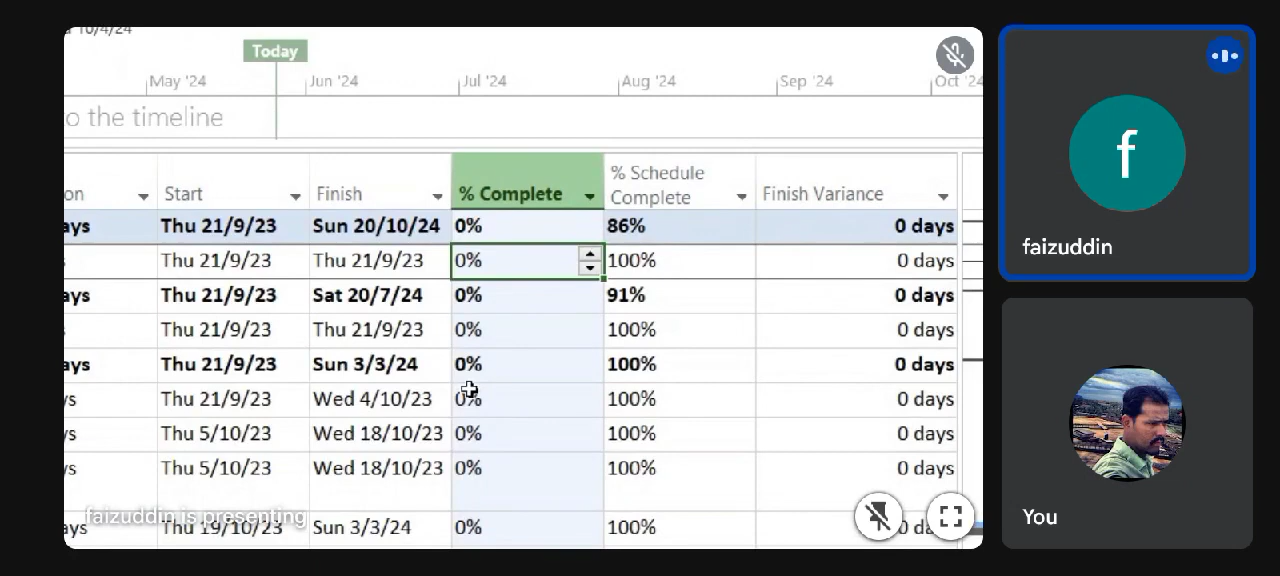 10/4/24
Today
May '24 Jun '24 Jul '24 Aug '24 Sep '24 Oct '24
o the timeline
on Start Finish % Complete % Schedule Complete Finish Variance
ays Thu 21/9/23 Sun 20/10/24 0% 86% 0 days
Thu 21/9/23 Thu 21/9/23 0% 100% 0 days
ays Thu 21/9/23 Sat 20/7/24 0% 91% 0 days
Thu 21/9/23 Thu 21/9/23 0% 100% 0 days
ays Thu 21/9/23 Sun 3/3/24 0% 100% 0 days
ys Thu 21/9/23 Wed 4/10/23 0% 100% 0 days
ys Thu 5/10/23 Wed 18/10/23 0% 100% 0 days
ys Thu 5/10/23 Wed 18/10/23 0% 100% 0 days
ays Thu 19/10/23 Sun 3/3/24 0% 100% 0 da
faizuddin is presenting
f
faizuddin
You